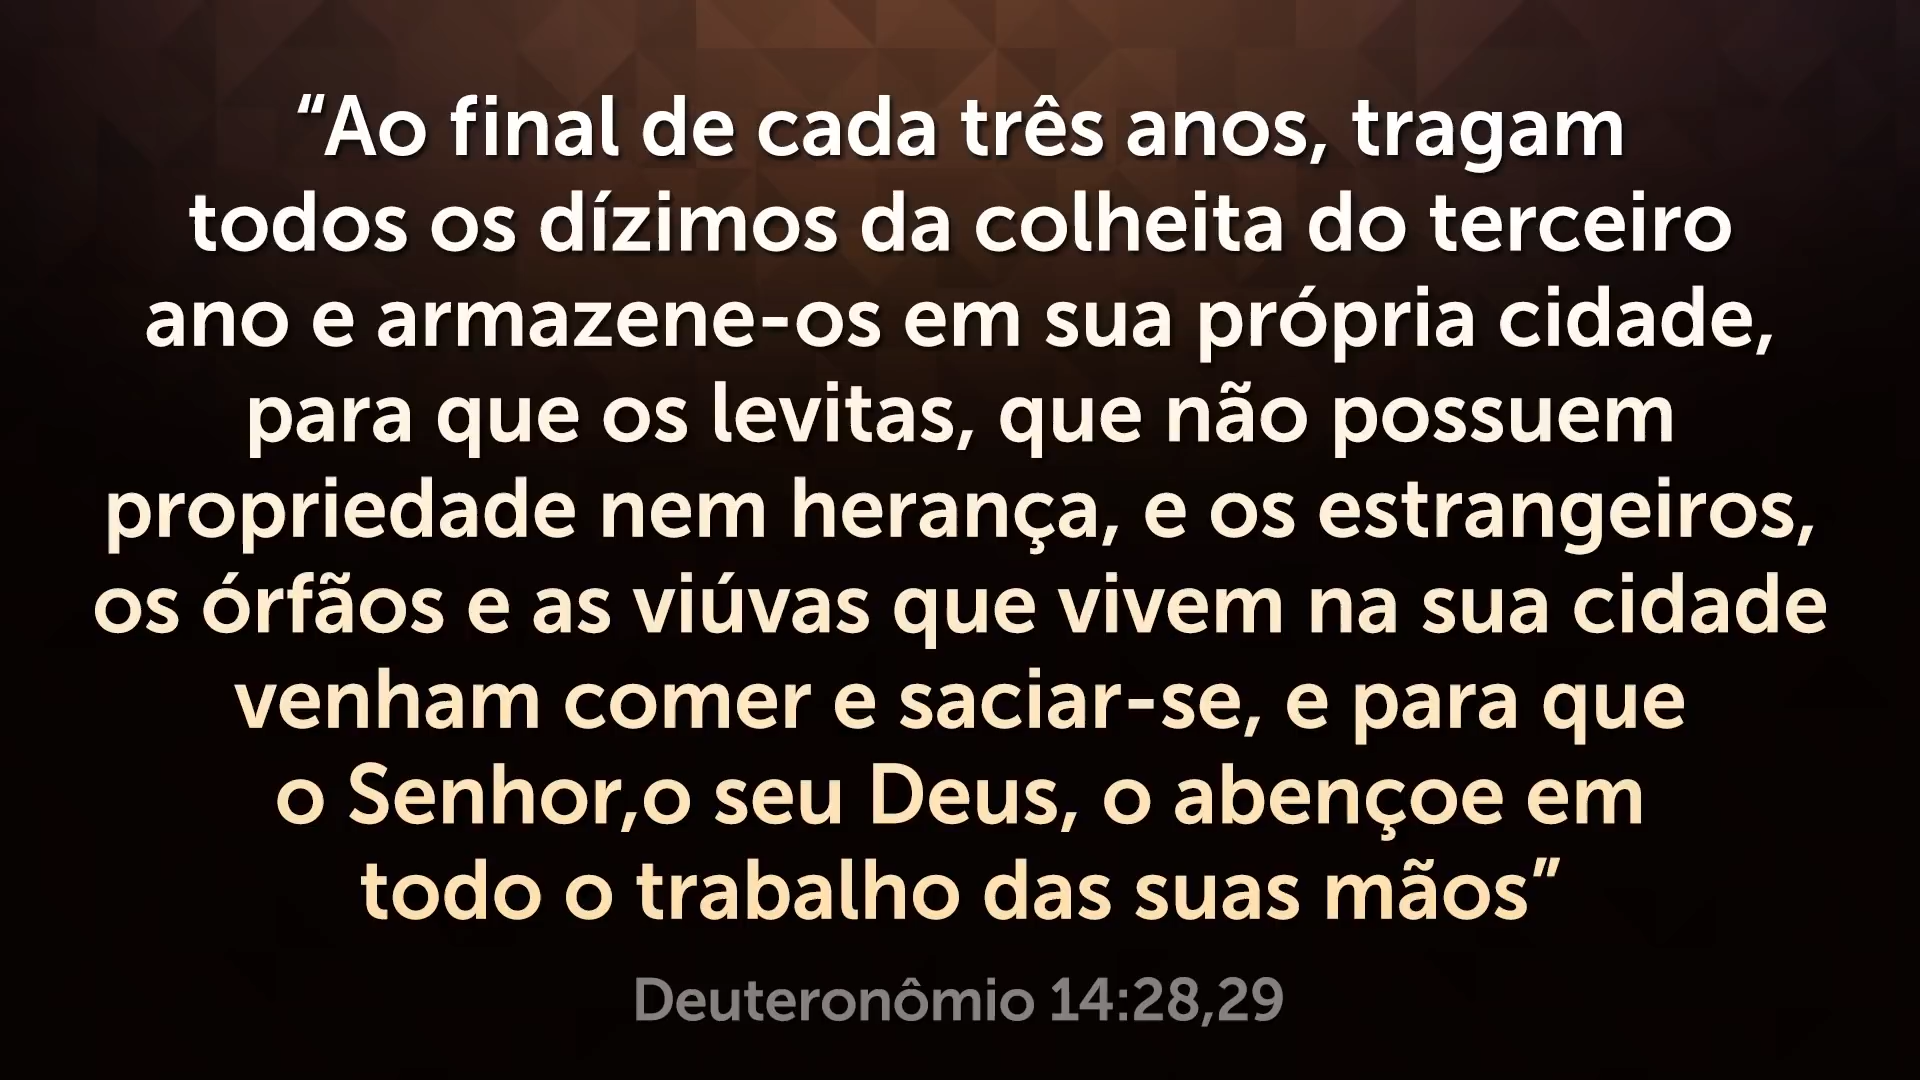 “Ao final de cada três anos, tragam
todos os dízimos da colheita do terceiro
ano e armazene-os em sua própria cidade,
para que os levitas, que não possuem
propriedade nem herança, e os estrangeiros,
os órfãos e as viúvas que vivem na sua cidade
venham comer e saciar-se, e para que
o Senhor,o seu Deus, o abençoe em
todo o trabalho das suas mãos”
Deuteronômio 14:28,29